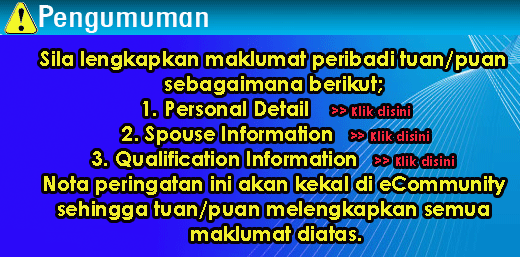 Pengumuman
Sila lengkapkan maklumat peribadi tuan/puan
sebagaimana berikut;
1. Personal Detail >> Klik disini
2. Spouse Information >> Klik disini
3. Qualification Information >> Klik disini
Nota peringatan ini akan kekal di eCommunity
sehingga tuan/puan melengkapkan semua
maklumat diatas.